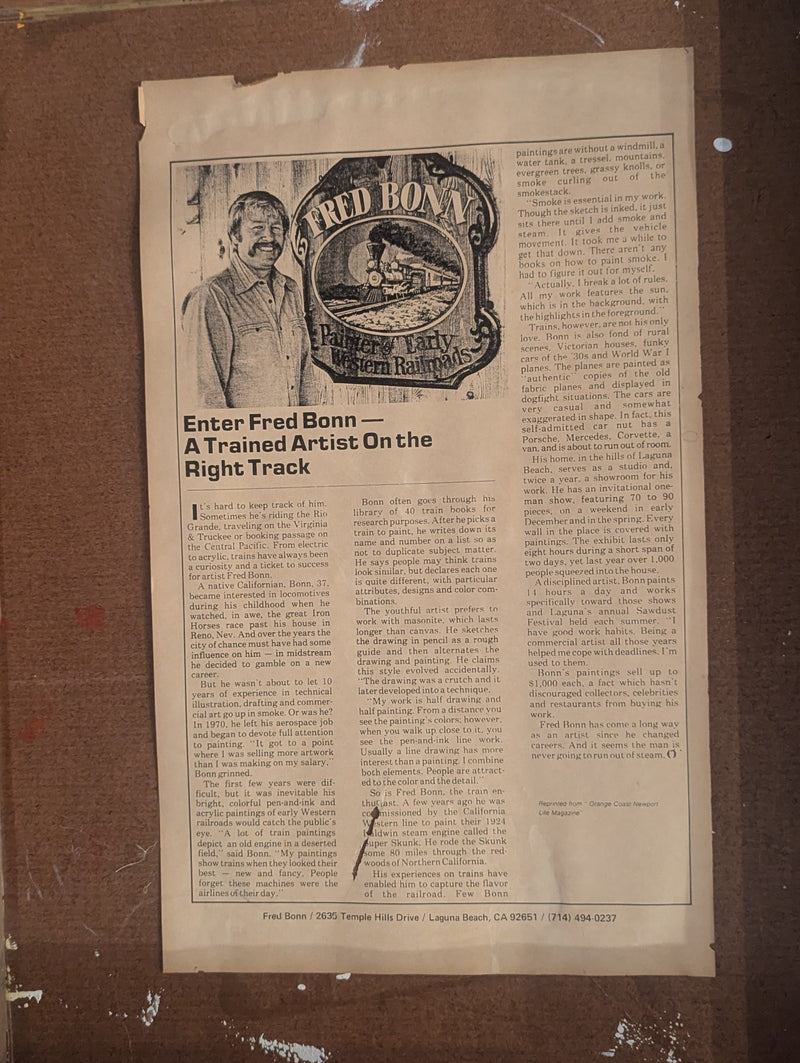 FRED BONN
Painter of Early
Western Railroads
Enter Fred Bonn —
A Trained Artist On the
Right Track
It's hard to keep track of him.
Sometimes he's riding the Rio
Grande, traveling on the Virginia
& Truckee or booking passage on
the Central Pacific. From electric
to acrylic, trains have always been
a curiosity and a ticket to success
for artist Fred Bonn.
A native Californian, Bonn, 37,
became interested in locomotives
during his childhood when he
watched, in awe, the great Iron
Horses race past his house in
Reno, Nev. And over the years the
city of chance must have had some
influence on him — in midstream
he decided to gamble on a new
career.
But he wasn't about to let 10
years of experience in technical
illustration, drafting and commer-
cial art go up in smoke. Or was he?
In 1970, he left his aerospace job
and began to devote full attention
to painting. "It got to a point
where I was selling more artwork
than I was making on my salary,"
Bonn grinned.
The first few years were dif-
ficult, but it was inevitable his
bright, colorful pen-and-ink and
acrylic paintings of early Western
railroads would catch the public's
eye. "A lot of train paintings
depict an old engine in a deserted
field," said Bonn. "My paintings
show trains when they looked their
best — new and fancy. People
forget these machines were the
airlines of their day."
Bonn often goes through his
library of 40 train books for
research purposes. After he picks a
train to paint, he writes down its
name and number on a list so as
not to duplicate subject matter.
He says people may think trains
look similar, but declares each one
is quite different, with particular
attributes, designs and color com-
binations.
The youthful artist prefers to
work with masonite, which lasts
longer than canvas. He sketches
the drawing in pencil as a rough
guide and then alternates the
drawing and painting. He claims
this style evolved accidentally.
"The drawing was a crutch and it
later developed into a technique.
"My work is half drawing and
half painting. From a distance you
see the painting's colors; however,
when you walk up close to it, you
see the pen-and-ink line work.
Usually a line drawing has more
interest than a painting. I combine
both elements. People are attract-
ed to the color and the detail."
So is Fred Bonn, the train en-
thusiast. A few years ago he was
commissioned by the California
Western line to paint their 1924
Baldwin steam engine called the
Super Skunk. He rode the Skunk
some 80 miles through the red-
woods of Northern California.
His experiences on trains have
enabled him to capture the flavor
of the railroad. Few Bonn
paintings are without a windmill, a
water tank, a tressel, mountains,
evergreen trees, grassy knolls, or
smoke curling out of the
smokestack.
"Smoke is essential in my work.
Though the sketch is inked, it just
sits there until I add smoke and
steam. It gives the vehicle
movement. It took me a while to
get that down. There aren't any
books on how to paint smoke. I
had to figure it out for myself.
"Actually, I break a lot of rules.
All my work features the sun,
which is in the background, with
the highlights in the foreground."
Trains, however, are not his only
love. Bonn is also fond of rural
scenes, Victorian houses, funky
cars of the '30s and World War I
planes. The planes are painted as
"authentic" copies of the old
fabric planes and displayed in
dogfight situations. The cars are
very casual and somewhat
exaggerated in shape. In fact, this
self-admitted car nut has a
Porsche, Mercedes, Corvette, a
van, and is about to run out of room.
His home, in the hills of Laguna
Beach, serves as a studio and,
twice a year, a showroom for his
work. He has an invitational one-
man show, featuring 70 to 90
pieces, on a weekend in early
December and in the spring. Every
wall in the place is covered with
paintings. The exhibit lasts only
eight hours during a short span of
two days, yet last year over 1,000
people squeezed into the house.
A disciplined artist, Bonn paints
14 hours a day and works
specifically toward those shows
and Laguna's annual Sawdust
Festival held each summer. "I
have good work habits. Being a
commercial artist all those years
helped me cope with deadlines. I'm
used to them.
Bonn's paintings sell up to
$1,000 each, a fact which hasn't
discouraged collectors, celebrities
and restaurants from buying his
work.
Fred Bonn has come a long way
as an artist since he changed
careers. And it seems the man is
never going to run out of steam.
Reprinted from "Orange Coast Newport
Life Magazine"
Fred Bonn / 2635 Temple Hills Drive / Laguna Beach, CA 92651 / (714) 494-0237